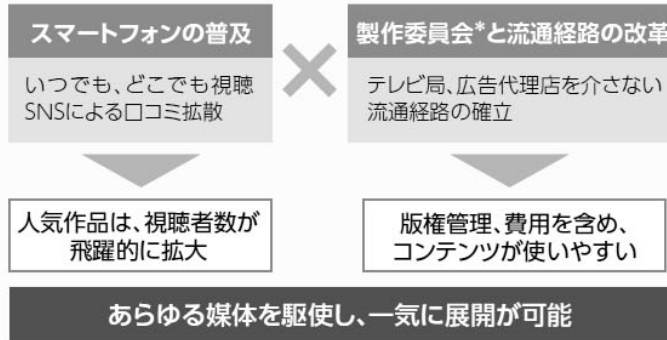 スマートフォンの普及
いつでも、どこでも視聴
SNSによる口コミ拡散
製作委員会*と流通経路の改革
テレビ局、広告代理店を介さない
流通経路の確立
人気作品は、視聴者数が
飛躍的に拡大
版権管理、費用を含め、
コンテンツが使いやすい
あらゆる媒体を駆使し、一気に展開が可能